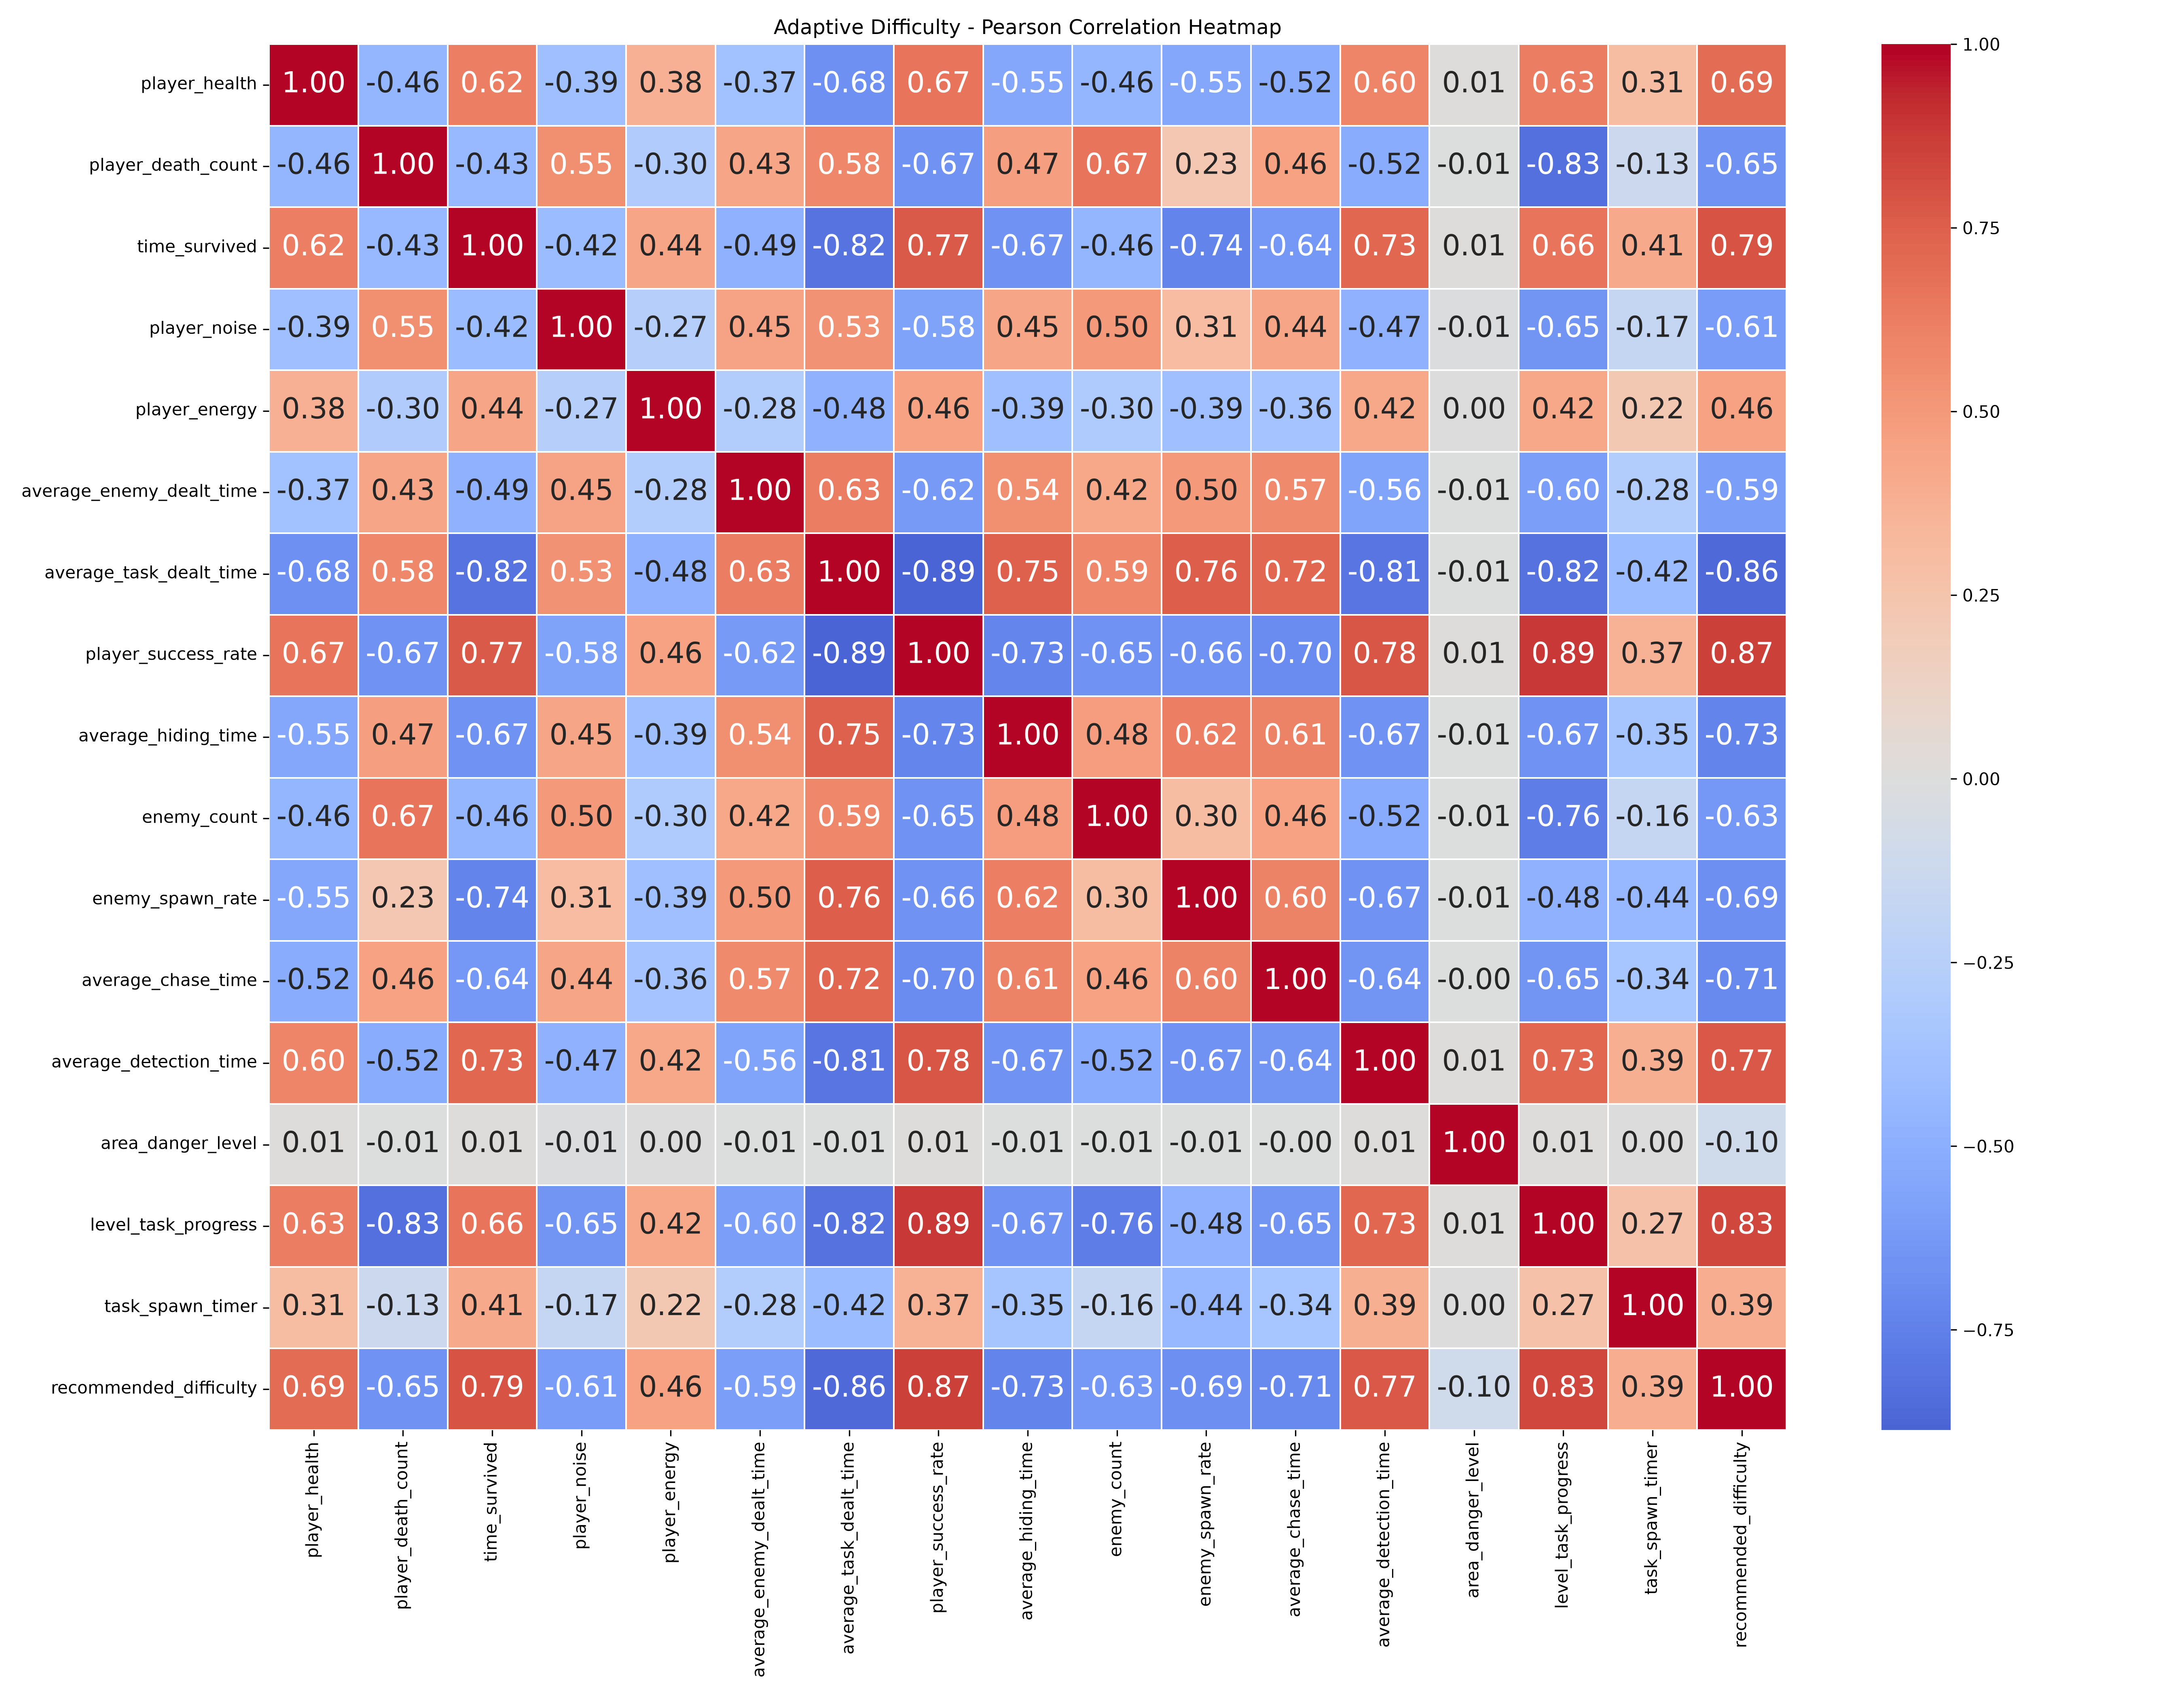 Adaptive Difficulty - Pearson Correlation Heatmap
player_health 1.00 -0.46 0.62 -0.39 0.38 -0.37 -0.68 0.67 -0.55 -0.46 -0.55 -0.52 0.60 0.01 0.63 0.31 0.69
player_death_count -0.46 1.00 -0.43 0.55 -0.30 0.43 0.58 -0.67 0.47 0.67 0.23 0.46 -0.52 -0.01 -0.83 -0.13 -0.65
time_survived 0.62 -0.43 1.00 -0.42 0.44 -0.49 -0.82 0.77 -0.67 -0.46 -0.74 -0.64 0.73 0.01 0.66 0.41 0.79
player_noise -0.39 0.55 -0.42 1.00 -0.27 0.45 0.53 -0.58 0.45 0.50 0.31 0.44 -0.47 -0.01 -0.65 -0.17 -0.61
player_energy 0.38 -0.30 0.44 -0.27 1.00 -0.28 -0.48 0.46 -0.39 -0.30 -0.39 -0.36 0.42 0.00 0.42 0.22 0.46
average_enemy_dealt_time -0.37 0.43 -0.49 0.45 -0.28 1.00 0.63 -0.62 0.54 0.42 0.50 0.57 -0.56 -0.01 -0.60 -0.28 -0.59
average_task_dealt_time -0.68 0.58 -0.82 0.53 -0.48 0.63 1.00 -0.89 0.75 0.59 0.76 0.72 -0.81 -0.01 -0.82 -0.42 -0.86
player_success_rate 0.67 -0.67 0.77 -0.58 0.46 -0.62 -0.89 1.00 -0.73 -0.65 -0.66 -0.70 0.78 0.01 0.89 0.37 0.87
average_hiding_time -0.55 0.47 -0.67 0.45 -0.39 0.54 0.75 -0.73 1.00 0.48 0.62 0.61 -0.67 -0.01 -0.67 -0.35 -0.73
enemy_count -0.46 0.67 -0.46 0.50 -0.30 0.42 0.59 -0.65 0.48 1.00 0.30 0.46 -0.52 -0.01 -0.76 -0.16 -0.63
enemy_spawn_rate -0.55 0.23 -0.74 0.31 -0.39 0.50 0.76 -0.66 0.62 0.30 1.00 0.60 -0.67 -0.01 -0.48 -0.44 -0.69
average_chase_time -0.52 0.46 -0.64 0.44 -0.36 0.57 0.72 -0.70 0.61 0.46 0.60 1.00 -0.64 -0.00 -0.65 -0.34 -0.71
average_detection_time 0.60 -0.52 0.73 -0.47 0.42 -0.56 -0.81 0.78 -0.67 -0.52 -0.67 -0.64 1.00 0.01 0.73 0.39 0.77
area_danger_level 0.01 -0.01 0.01 -0.01 0.00 -0.01 -0.01 0.01 -0.01 -0.01 -0.01 -0.00 0.01 1.00 0.01 0.00 -0.10
level_task_progress 0.63 -0.83 0.66 -0.65 0.42 -0.60 -0.82 0.89 -0.67 -0.76 -0.48 -0.65 0.73 0.01 1.00 0.27 0.83
task_spawn_timer 0.31 -0.13 0.41 -0.17 0.22 -0.28 -0.42 0.37 -0.35 -0.16 -0.44 -0.34 0.39 0.00 0.27 1.00 0.39
recommended_difficulty 0.69 -0.65 0.79 -0.61 0.46 -0.59 -0.86 0.87 -0.73 -0.63 -0.69 -0.71 0.77 -0.10 0.83 0.39 1.00
player_health
player_death_count
time_survived
player_noise
player_energy
average_enemy_dealt_time
average_task_dealt_time
player_success_rate
average_hiding_time
enemy_count
enemy_spawn_rate
average_chase_time
average_detection_time
area_danger_level
level_task_progress
task_spawn_timer
recommended_difficulty
1.00
0.75
0.50
0.25
0.00
−0.25
−0.50
−0.75